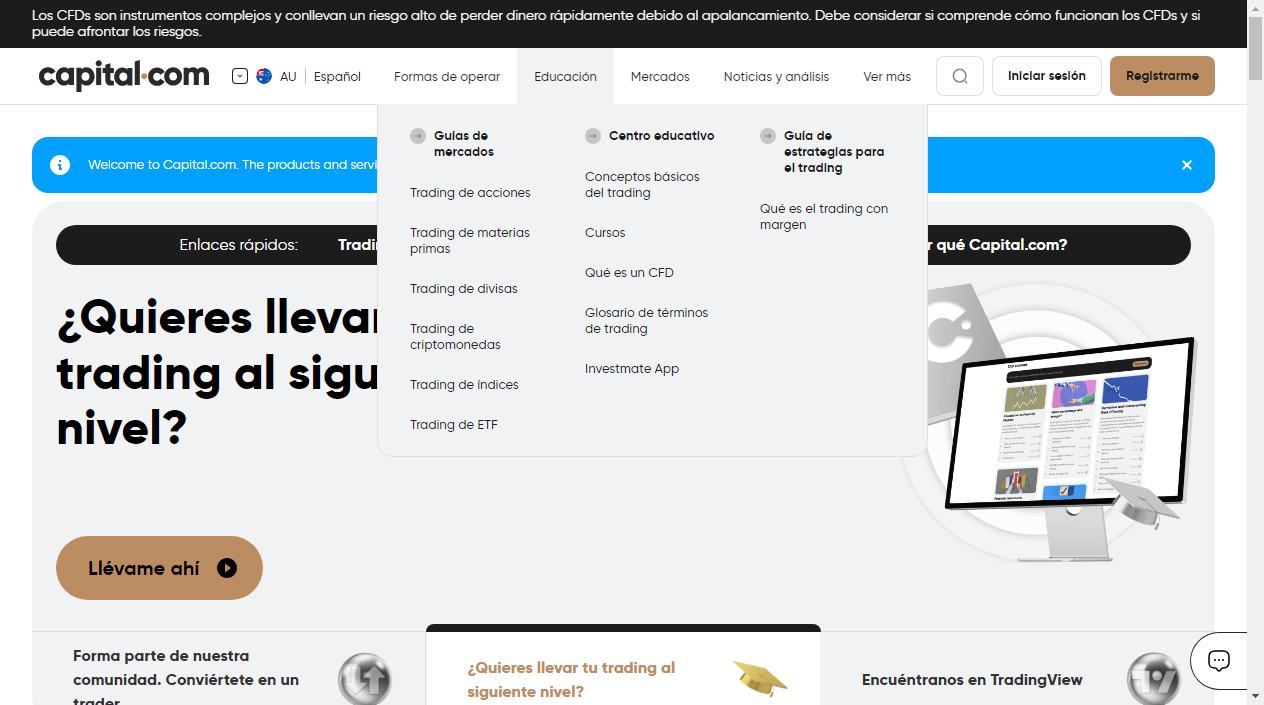 Los CFDs son instrumentos complejos y conllevan un riesgo alto de perder dinero rápidamente debido al apalancamiento. Debe considerar si comprende cómo funcionan los CFDs y si
puede afrontar los riesgos.
capital.com
AU
Español
Formas de operar
Educación
Mercados
Noticias y análisis
Ver más
Iniciar sesión
Registrarme
Guías de
mercados
Trading de acciones
Trading de materias
primas
Trading de divisas
Trading de
criptomonedas
Trading de índices
Trading de ETF
Centro educativo
Conceptos básicos
del trading
Cursos
Qué es un CFD
Glosario de términos
de trading
Investmate App
Guía de
estrategias para
el trading
Qué es el trading con
margen
Welcome to Capital.com. The products and servi
Enlaces rápidos:
Tradi
r qué Capital.com?
¿Quieres lleva
trading al sigu
nivel?
Llévame ahí
Forma parte de nuestra
comunidad. Conviértete en un
trader
¿Quieres llevar tu trading al
siguiente nivel?
Encuéntranos en TradingView